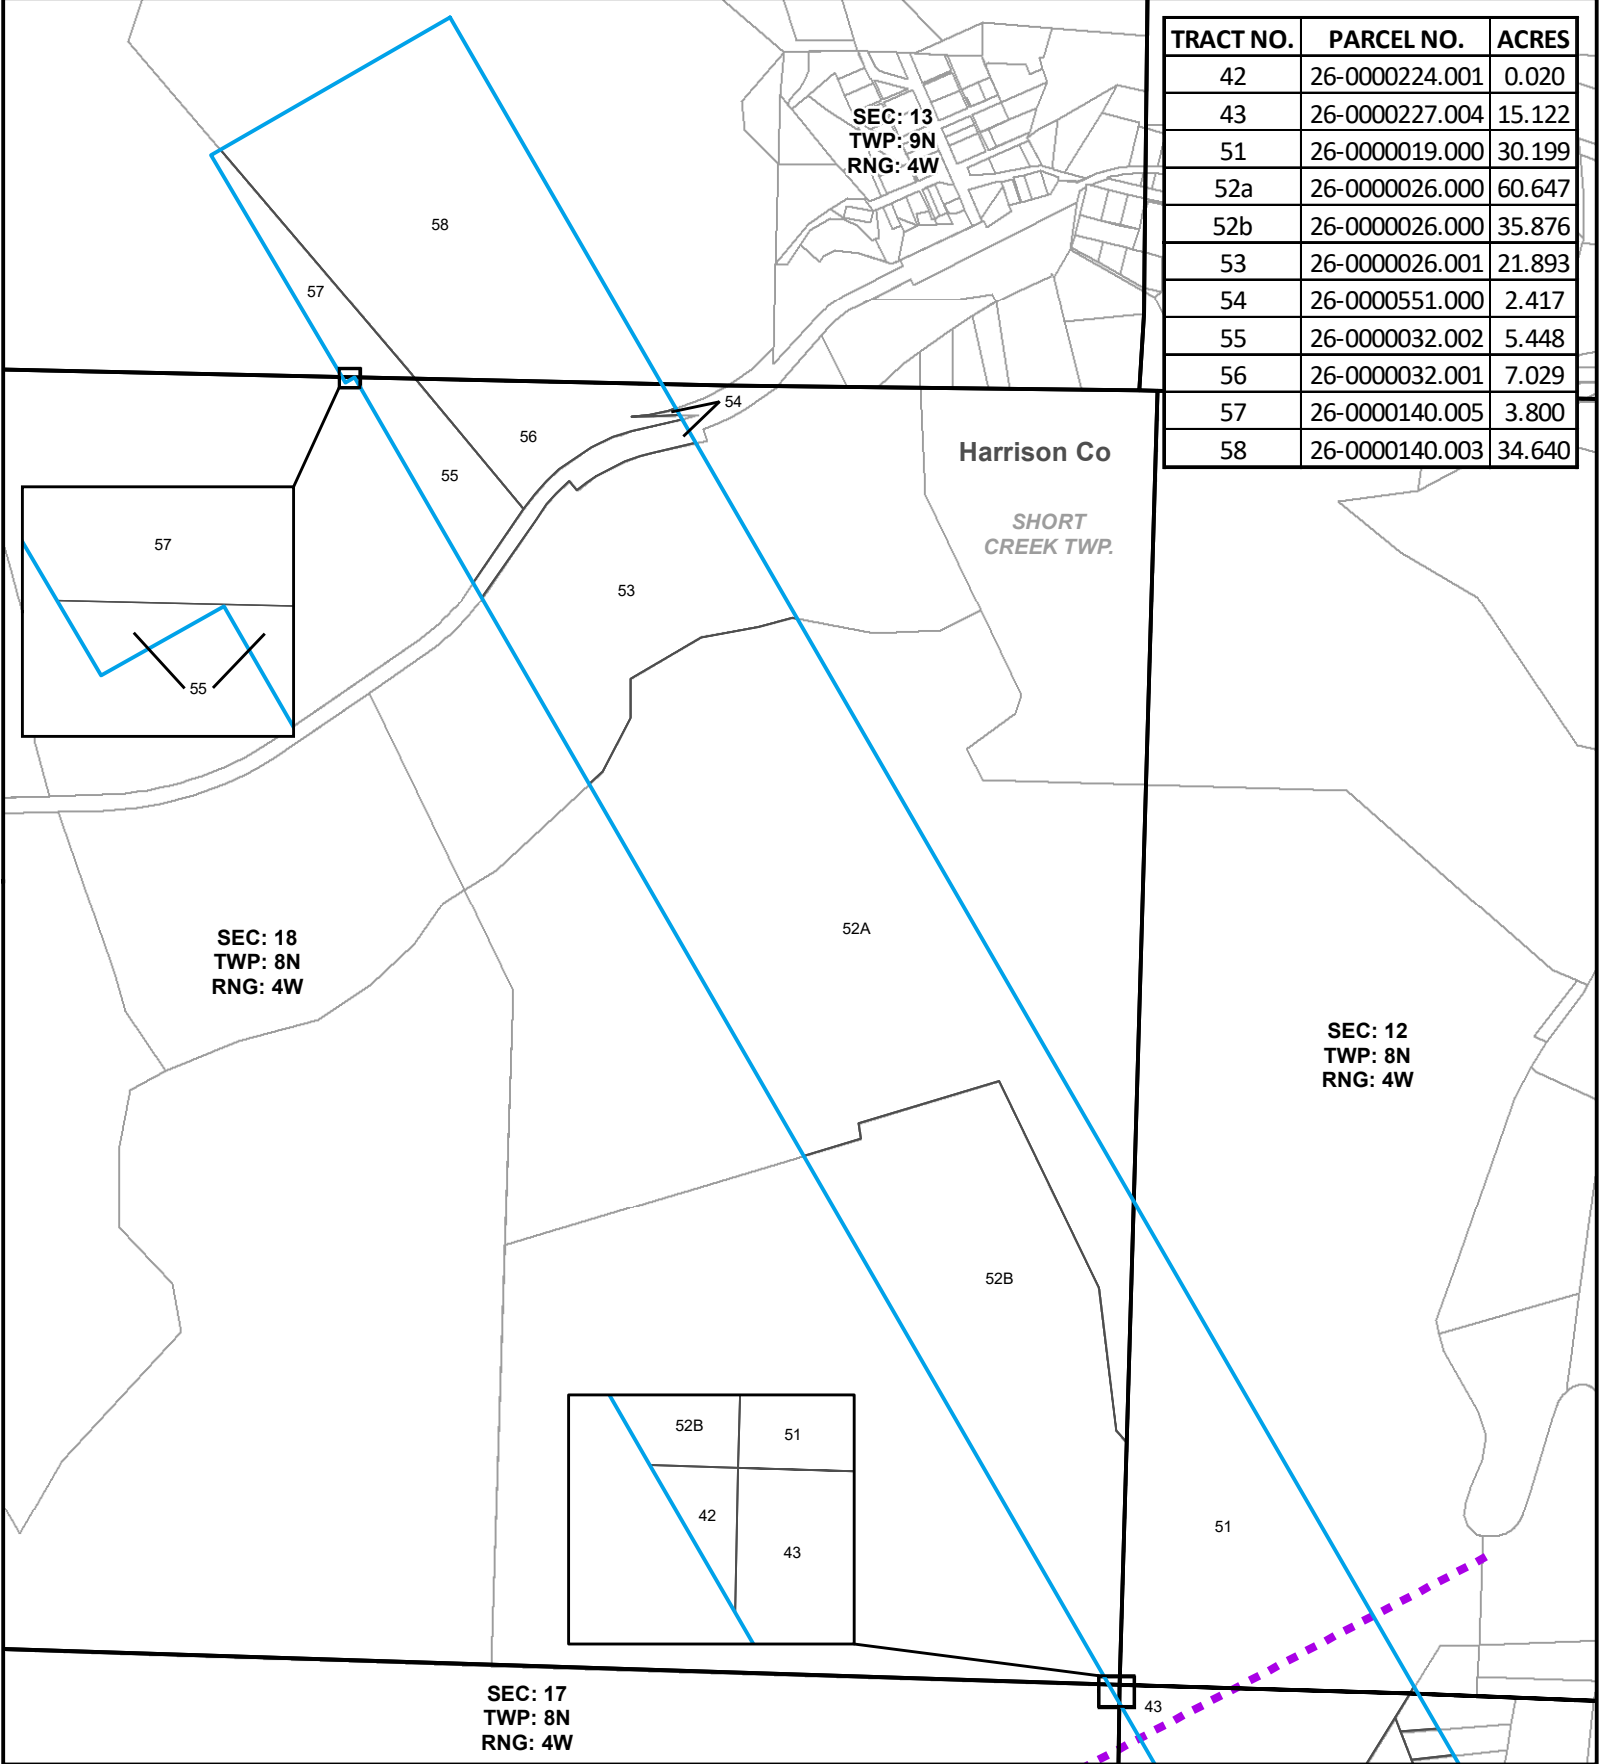 TRACT NO. PARCEL NO. ACRES
42 26-0000224.001 0.020
43 26-0000227.004 15.122
51 26-0000019.000 30.199
52a 26-0000026.000 60.647
52b 26-0000026.000 35.876
53 26-0000026.001 21.893
54 26-0000551.000 2.417
55 26-0000032.002 5.448
56 26-0000032.001 7.029
57 26-0000140.005 3.800
58 26-0000140.003 34.640
SEC: 13
TWP: 9N
RNG: 4W
58
57
54
56
55
Harrison Co
SHORT
CREEK TWP.
57
55
53
52A
SEC: 18
TWP: 8N
RNG: 4W
SEC: 12
TWP: 8N
RNG: 4W
52B
52B
51
42
43
51
SEC: 17
TWP: 8N
RNG: 4W
43